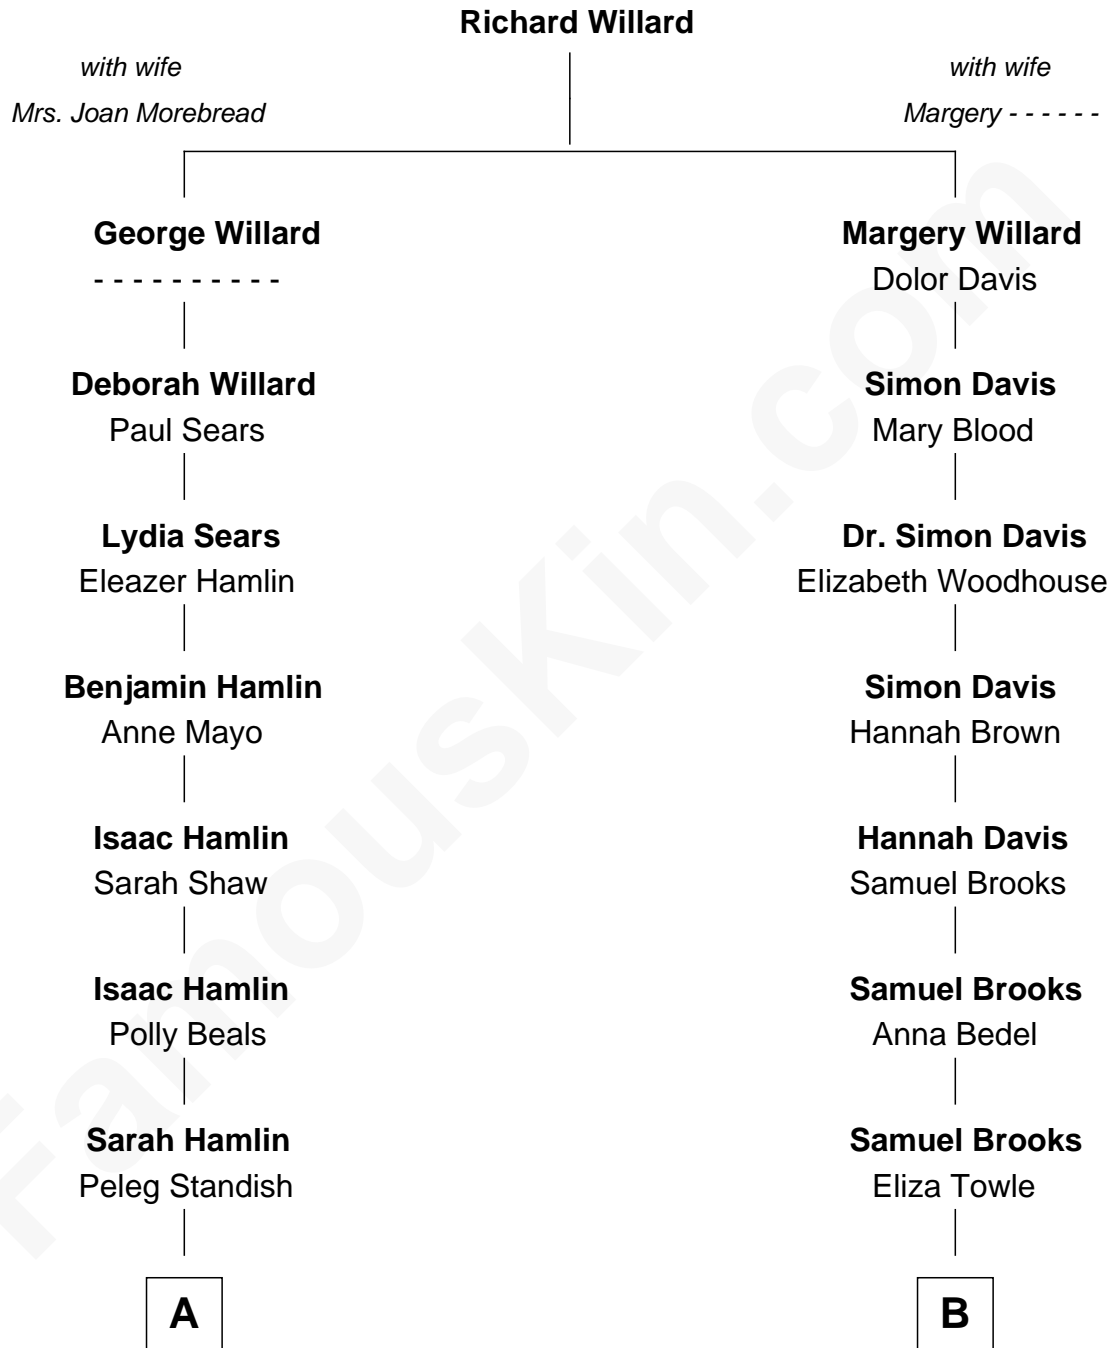 Richard Willard
with wife
Mrs. Joan Morebread
with wife
Margery - - - - - -
George Willard
- - - - - - - - - -
Margery Willard
Dolor Davis
Deborah Willard
Paul Sears
Simon Davis
Mary Blood
Lydia Sears
Eleazer Hamlin
Dr. Simon Davis
Elizabeth Woodhouse
Benjamin Hamlin
Anne Mayo
Simon Davis
Hannah Brown
Isaac Hamlin
Sarah Shaw
Hannah Davis
Samuel Brooks
Isaac Hamlin
Polly Beals
Samuel Brooks
Anna Bedel
Sarah Hamlin
Peleg Standish
Samuel Brooks
Eliza Towle
A
B
FamousKin.com